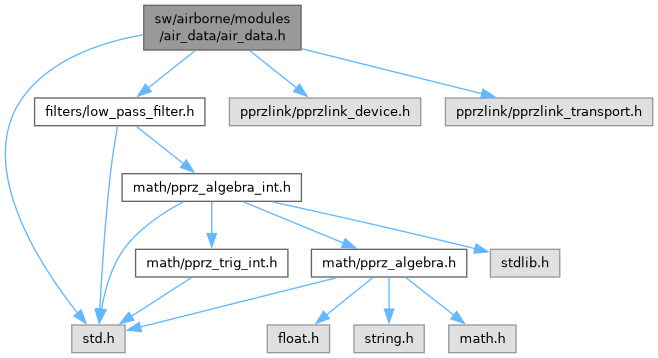 sw/airborne/modules
/air_data/air_data.h
filters/low_pass_filter.h
pprzlink/pprzlink_device.h
pprzlink/pprzlink_transport.h
math/pprz_algebra_int.h
math/pprz_trig_int.h
math/pprz_algebra.h
stdlib.h
std.h
float.h
string.h
math.h